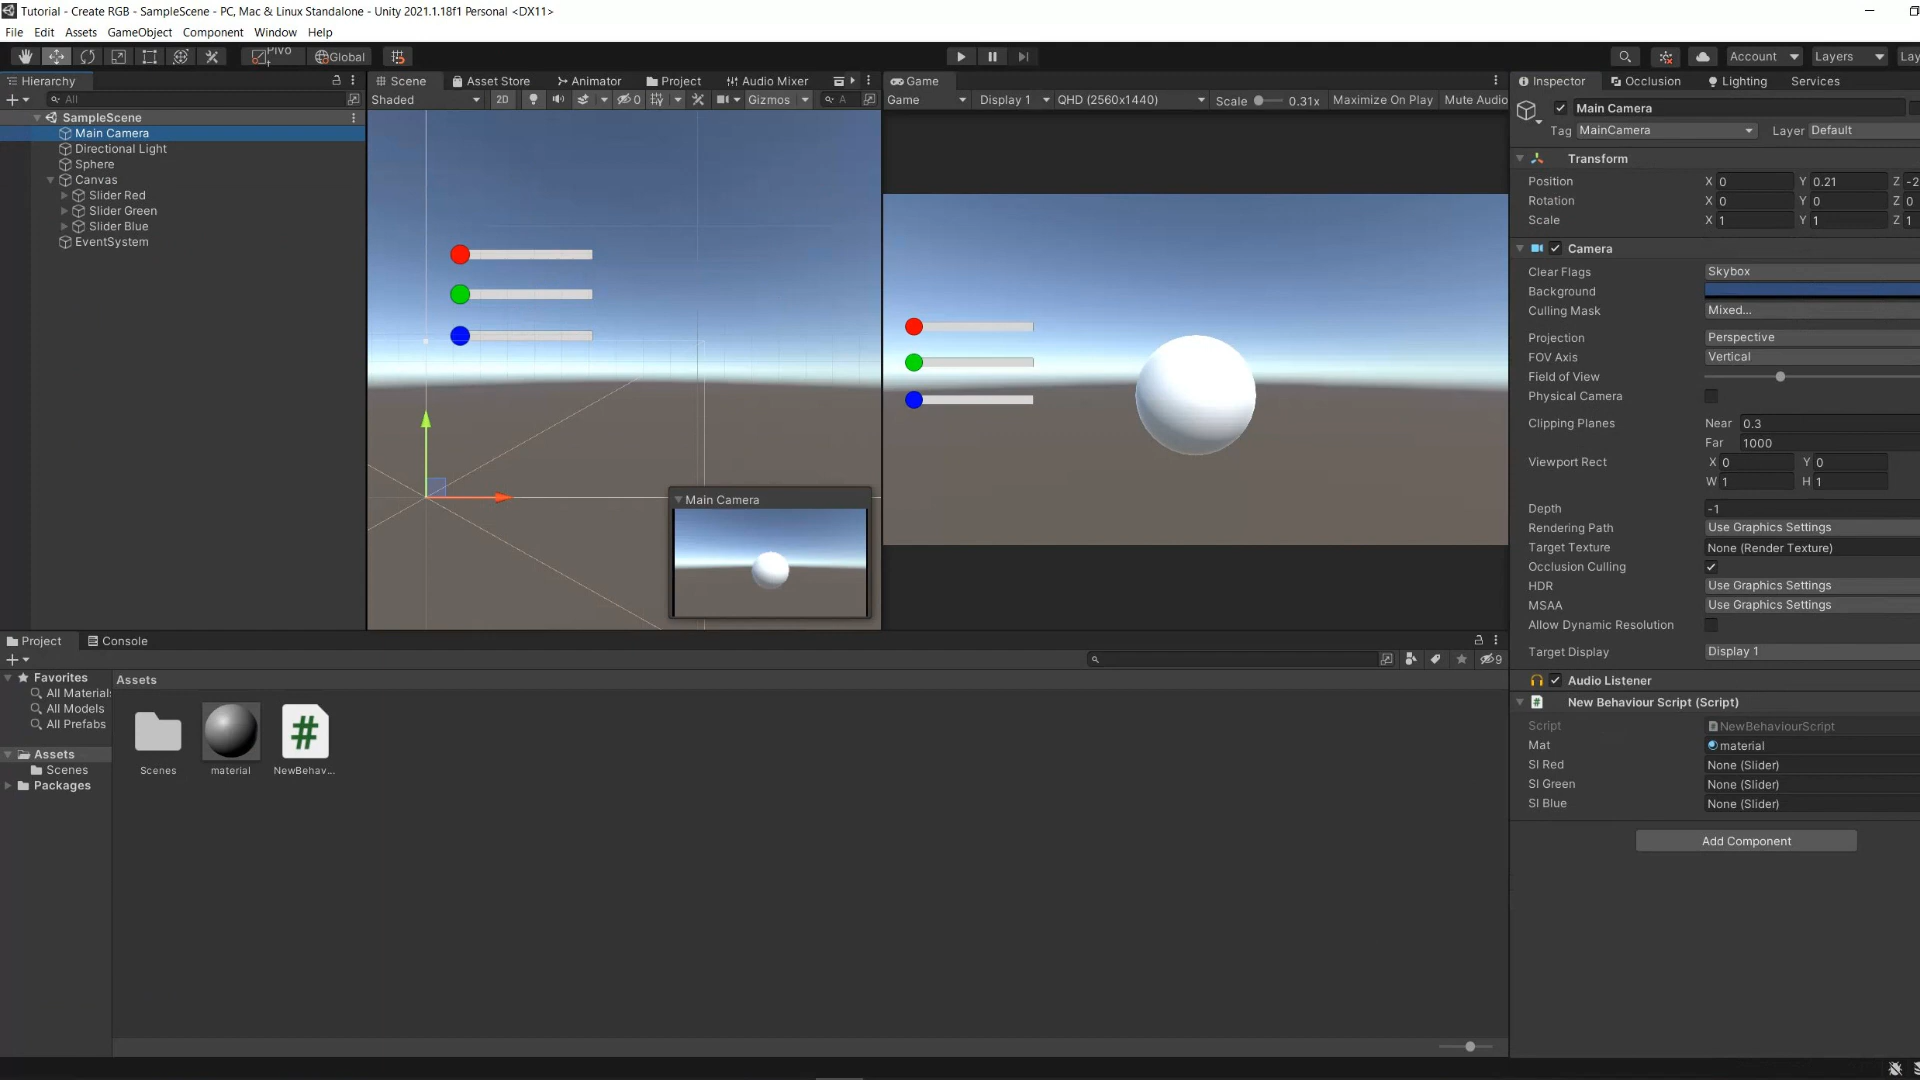 Tutorial - Create RGB - SampleScene - PC, Mac & Linux Standalone - Unity 2021.1.18f1 Personal <DX11>
File Edit Assets GameObject Component Window Help
Global Account Layers
Hierarchy
All
SampleScene
Main Camera
Directional Light
Sphere
Canvas
Slider Red
Slider Green
Slider Blue
EventSystem
Scene Asset Store Animator Project Audio Mixer
Shaded 2D 0 Gizmos A
Main Camera
Game
Game Display 1 QHD (2560x1440) Scale 0.31x Maximize On Play Mute Audio
Inspector Occlusion Lighting Services
Main Camera
Tag MainCamera Layer Default
Transform
Position X 0 Y 0.21 Z -2
Rotation X 0 Y 0 Z 0
Scale X 1 Y 1 Z 1
Camera
Clear Flags Skybox
Background
Culling Mask Mixed...
Projection Perspective
FOV Axis Vertical
Field of View
Physical Camera
Clipping Planes Near 0.3
Far 1000
Viewport Rect X 0 Y 0
W 1 H 1
Depth -1
Rendering Path Use Graphics Settings
Target Texture None (Render Texture)
Occlusion Culling
HDR Use Graphics Settings
MSAA Use Graphics Settings
Allow Dynamic Resolution
Target Display Display 1
Audio Listener
New Behaviour Script (Script)
Script NewBehaviourScript
Mat material
Sl Red None (Slider)
Sl Green None (Slider)
Sl Blue None (Slider)
Add Component
Project Console
9
Favorites
All Materials
All Models
All Prefabs
Assets
Scenes
Packages
Assets
Scenes material NewBehav...